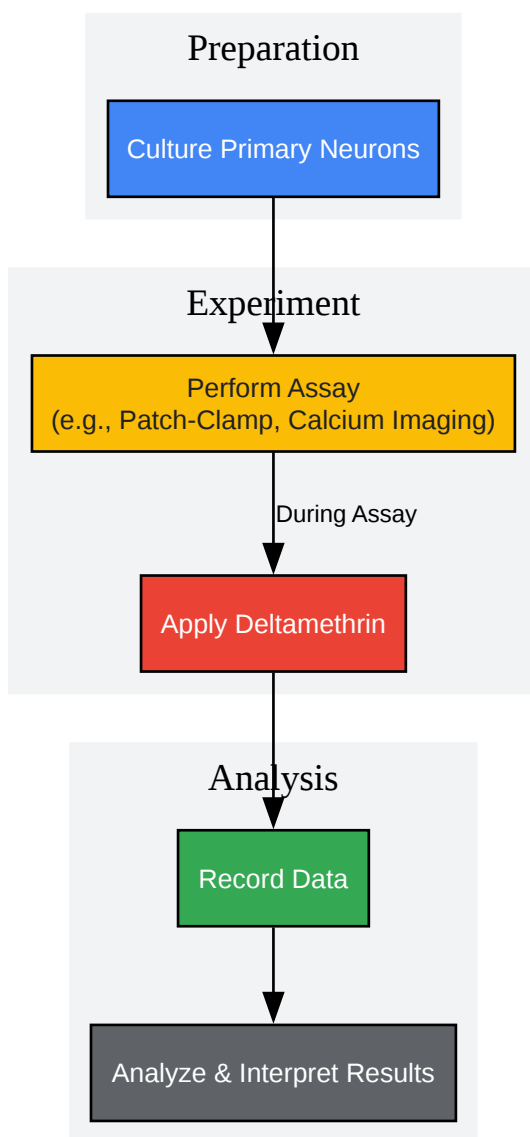 Preparation
Culture Primary Neurons
Experiment
Perform Assay
(e.g., Patch-Clamp, Calcium Imaging)
During Assay
Apply Deltamethrin
Analysis
Record Data
Analyze & Interpret Results